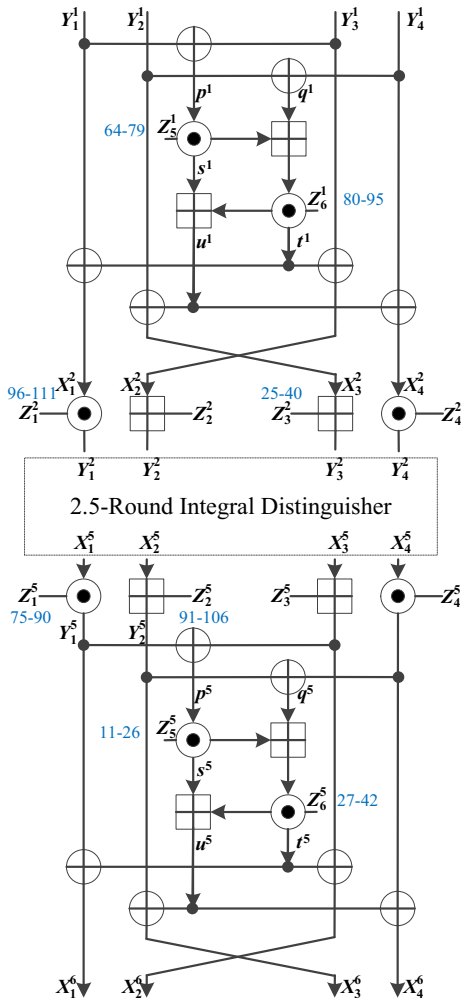 Y₁¹ Y₂¹ Y₃¹ Y₄¹
p¹ q¹
64-79 Z₅¹
s¹
Z₆¹ 80-95
u¹ t¹
96-111 X₁² X₂² 25-40 X₃² X₄²
Z₁² Z₂² Z₃² Z₄²
Y₁² Y₂² Y₃² Y₄²
2.5-Round Integral Distinguisher
X₁⁵ X₂⁵ X₃⁵ X₄⁵
Z₁⁵ Z₂⁵ Z₃⁵ Z₄⁵
75-90 91-106
Y₁⁵ Y₂⁵
p⁵ q⁵
11-26 Z₅⁵
s⁵
Z₆⁵ 27-42
u⁵ t⁵
X₁⁶ X₂⁶ X₃⁶ X₄⁶